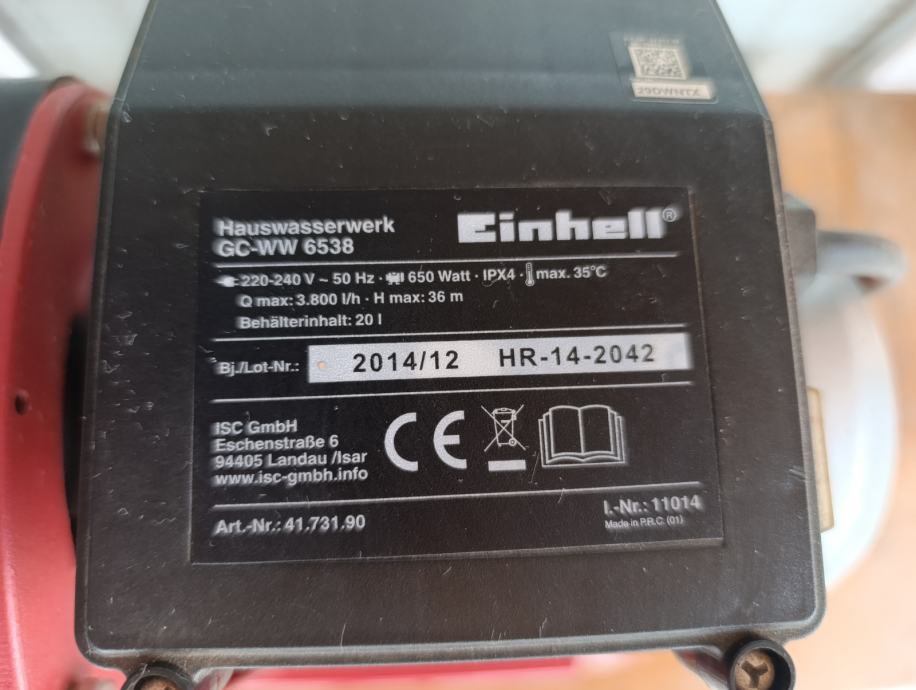 29DWNTX
Hauswasserwerk
GC-WW 6538
Einhell®
220-240 V ~ 50 Hz · 650 Watt · IPX4 · max. 35°C
Q max: 3.800 l/h · H max: 36 m
Behälterinhalt: 20 l
Bj./Lot-Nr.: 2014/12 HR-14-2042
ISC GmbH
Eschenstraße 6
94405 Landau /Isar
www.isc-gmbh.info
CE
Art.-Nr.: 41.731.90
I.-Nr.: 11014
Made in P.R.C. (01)